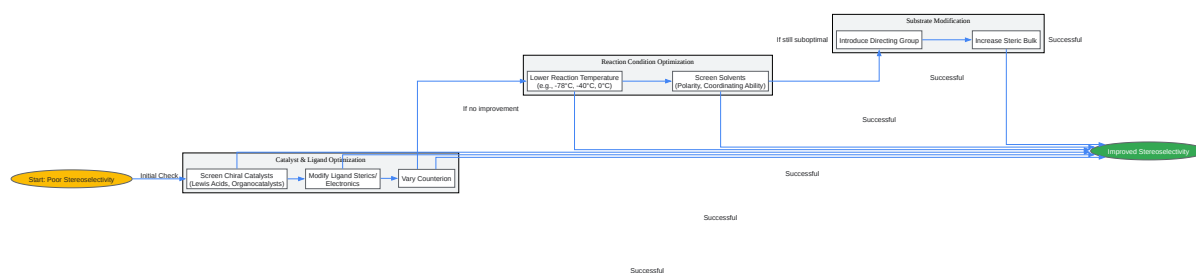 Substrate Modification
If still suboptimal
Introduce Directing Group
Increase Steric Bulk
Successful
Reaction Condition Optimization
Lower Reaction Temperature
(e.g., -78°C, -40°C, 0°C)
Screen Solvents
(Polarity, Coordinating Ability)
Successful
If no improvement
Successful
Improved Stereoselectivity
Catalyst & Ligand Optimization
Start: Poor Stereoselectivity
Initial Check
Screen Chiral Catalysts
(Lewis Acids, Organocatalysts)
Modify Ligand Sterics/
Electronics
Vary Counterion
Successful
Successful
Successful